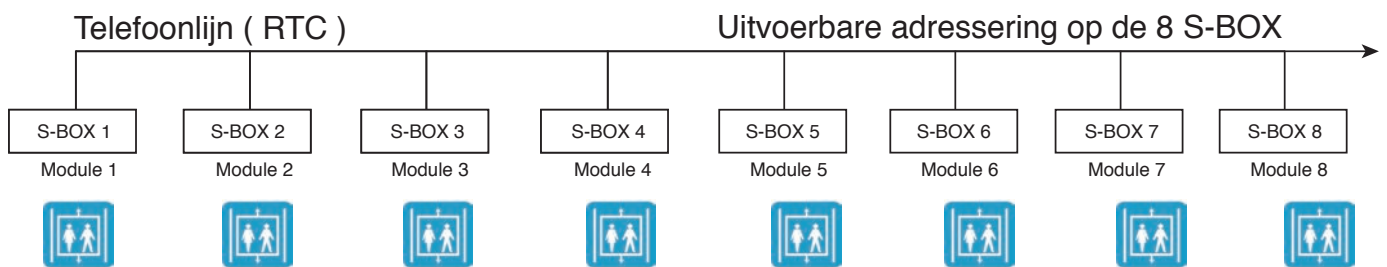 Telefoonlijn ( RTC ) Uitvoerbare adressering op de 8 S-BOX
S-BOX 1 S-BOX 2 S-BOX 3 S-BOX 4 S-BOX 5 S-BOX 6 S-BOX 7 S-BOX 8
Module 1 Module 2 Module 3 Module 4 Module 5 Module 6 Module 7 Module 8